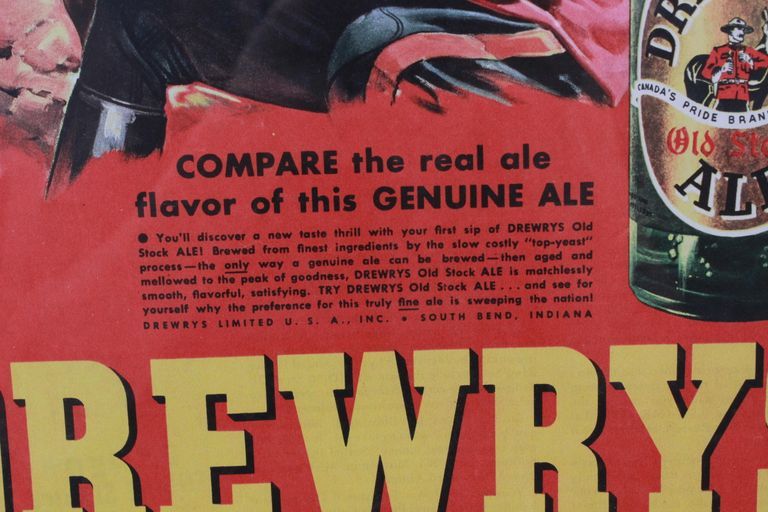 CANADA'S PRIDE BRAND
Old
ALE
COMPARE the real ale
flavor of this GENUINE ALE
● You'll discover a new taste thrill with your first sip of DREWRYS Old
Stock ALE! Brewed from finest ingredients by the slow costly "top-yeast"
process—the only way a genuine ale can be brewed—then aged and
mellowed to the peak of goodness, DREWRYS Old Stock ALE is matchlessly
smooth, flavorful, satisfying. TRY DREWRYS Old Stock ALE . . . and see for
yourself why the preference for this truly fine ale is sweeping the nation!
DREWRYS LIMITED U. S. A., INC. • SOUTH BEND, INDIANA
DREWRYS